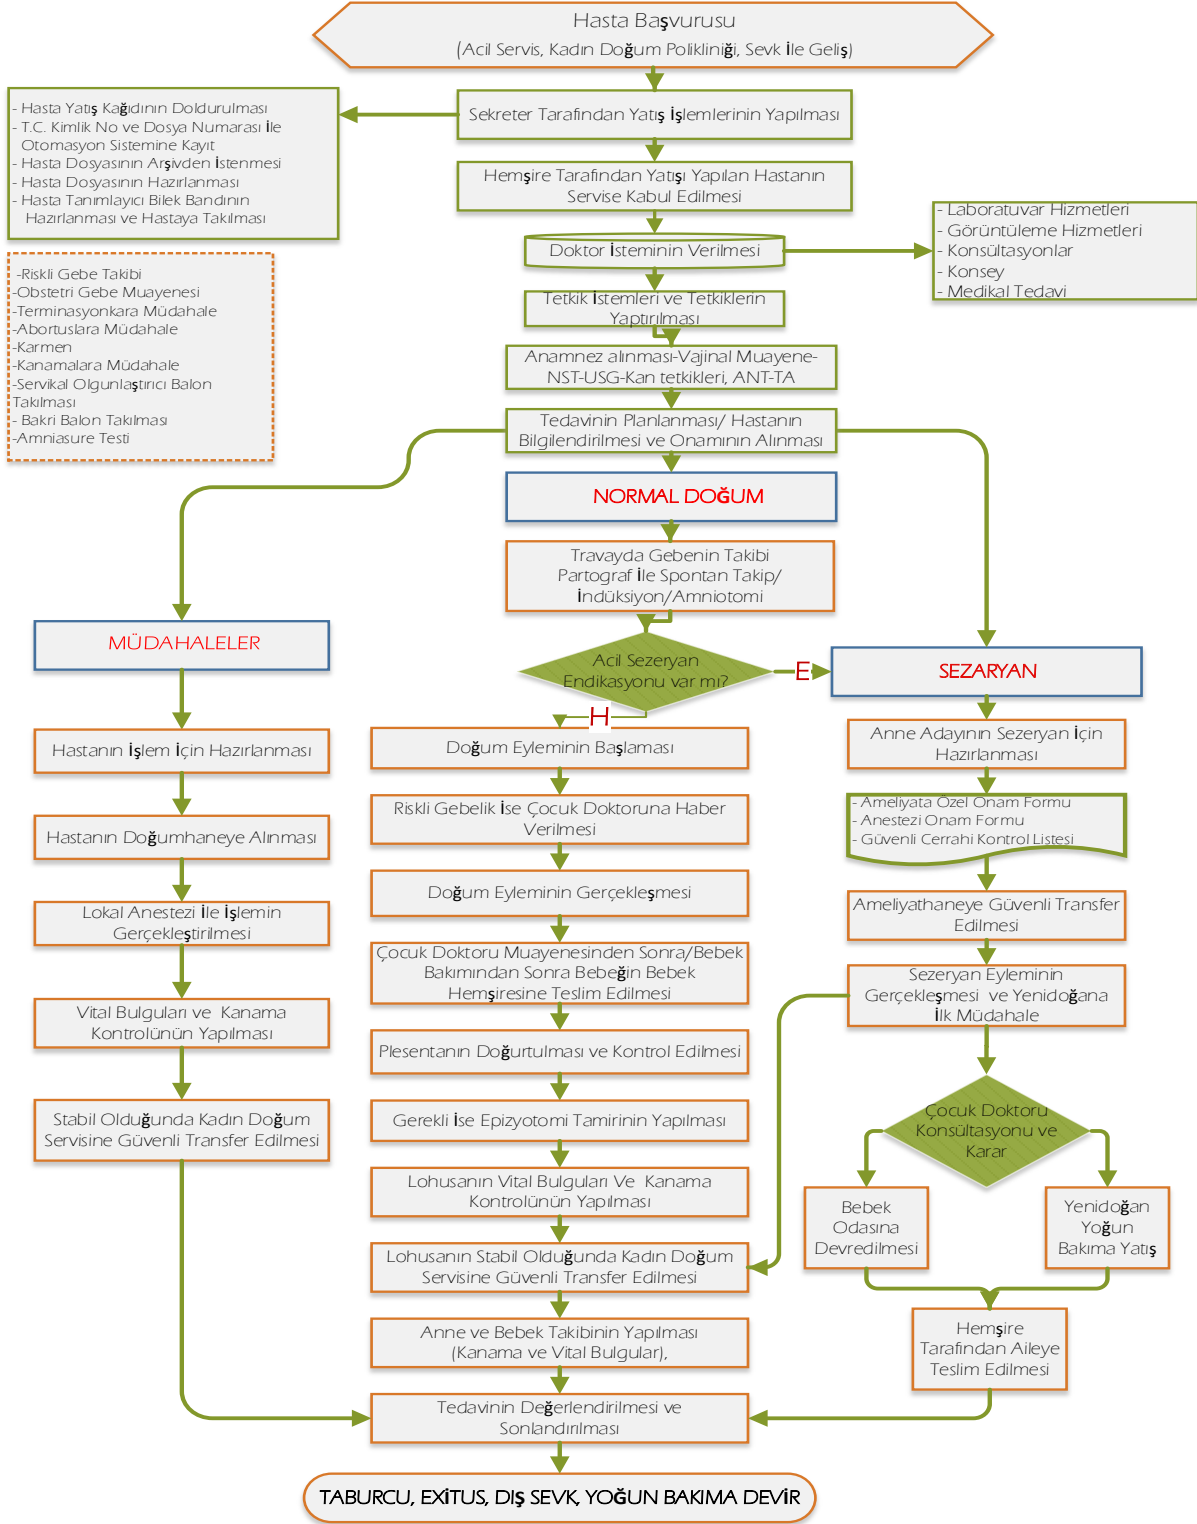 Hasta Başvurusu
(Acil Servis, Kadın Doğum Polikliniği, Sevk İle Geliş)
Sekreter Tarafından Yatış İşlemlerinin Yapılması
- Hasta Yatış Kağıdının Doldurulması
- T.C. Kimlik No ve Dosya Numarası İle
Otomasyon Sistemine Kayıt
- Hasta Dosyasının Arşivden İstenmesi
- Hasta Dosyasının Hazırlanması
- Hasta Tanımlayıcı Bilek Bandının
Hazırlanması ve Hastaya Takılması
Hemşire Tarafından Yatışı Yapılan Hastanın
Servise Kabul Edilmesi
Doktor İsteminin Verilmesi
- Laboratuvar Hizmetleri
- Görüntüleme Hizmetleri
- Konsültasyonlar
- Konsey
- Medikal Tedavi
-Riskli Gebe Takibi
-Obstetri Gebe Muayenesi
-Terminasyonkara Müdahale
-Abortuslara Müdahale
-Karmen
-Kanamalara Müdahale
-Servikal Olgunlaştırıcı Balon
Takılması
- Bakri Balon Takılması
-Amniasure Testi
Tetkik İstemleri ve Tetkiklerin
Yaptırılması
Anamnez alınması-Vajinal Muayene-
NST-USG-Kan tetkikleri, ANT-TA
Tedavinin Planlanması/ Hastanın
Bilgilendirilmesi ve Onamının Alınması
NORMAL DOĞUM
Travayda Gebenin Takibi
Partograf İle Spontan Takip/
İndüksiyon/Amniotomi
Acil Sezeryan
Endikasyonu var mı?
E
H
MÜDAHALELER
Hastanın İşlem İçin Hazırlanması
Hastanın Doğumhaneye Alınması
Lokal Anestezi İle İşlemin
Gerçekleştirilmesi
Vital Bulguları ve Kanama
Kontrolünün Yapılması
Stabil Olduğunda Kadın Doğum
Servisine Güvenli Transfer Edilmesi
Doğum Eyleminin Başlaması
Riskli Gebelik İse Çocuk Doktoruna Haber
Verilmesi
Doğum Eyleminin Gerçekleşmesi
Çocuk Doktoru Muayenesinden Sonra/Bebek
Bakımından Sonra Bebeğin Bebek
Hemşiresine Teslim Edilmesi
Plesentanın Doğurtulması ve Kontrol Edilmesi
Gerekli İse Epizyotomi Tamirinin Yapılması
Lohusanın Vital Bulguları Ve Kanama
Kontrolünün Yapılması
Lohusanın Stabil Olduğunda Kadın Doğum
Servisine Güvenli Transfer Edilmesi
Anne ve Bebek Takibinin Yapılması
(Kanama ve Vital Bulgular),
SEZARYAN
Anne Adayının Sezeryan İçin
Hazırlanması
- Ameliyata Özel Onam Formu
- Anestezi Onam Formu
- Güvenli Cerrahi Kontrol Listesi
Ameliyathaneye Güvenli Transfer
Edilmesi
Sezeryan Eyleminin
Gerçekleşmesi ve Yenidoğana
İlk Müdahale
Çocuk Doktoru
Konsültasyonu ve
Karar
Bebek
Odasına
Devredilmesi
Yenidoğan
Yoğun
Bakıma Yatış
Hemşire
Tarafından Aileye
Teslim Edilmesi
Tedavinin Değerlendirilmesi ve
Sonlandırılması
TABURCU, EXİTUS, DIŞ SEVK, YOĞUN BAKIMA DEVİR